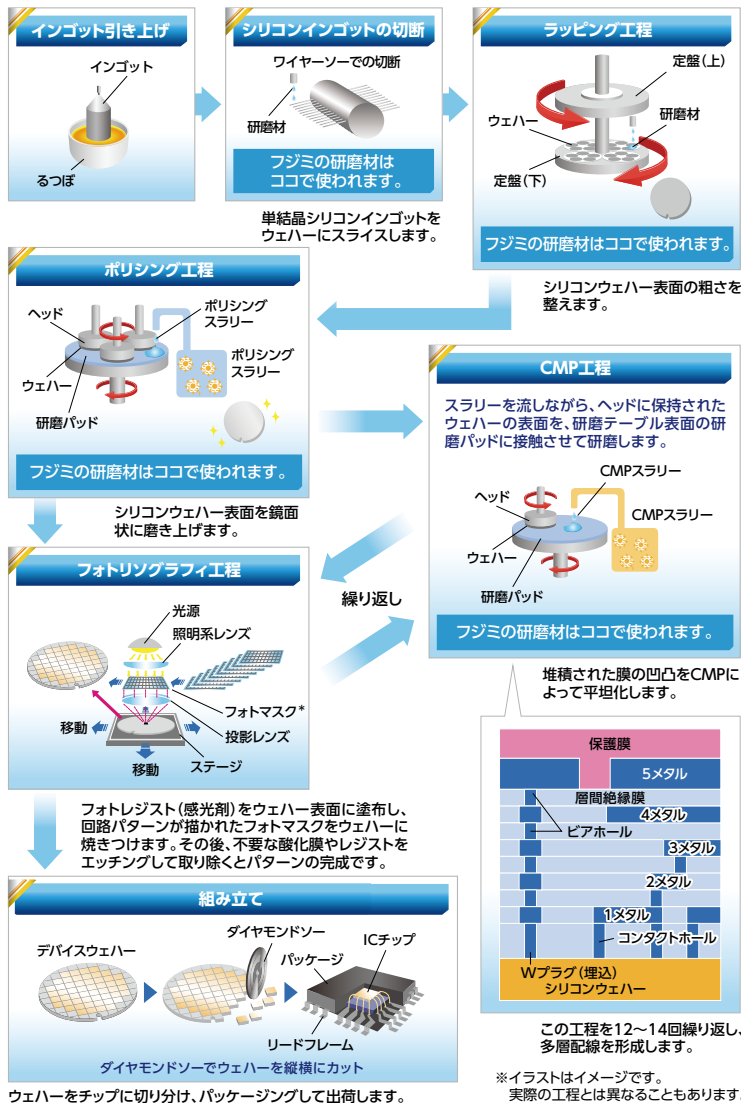 インゴット引き上げ
インゴット
るつぼ
シリコンインゴットの切断
ワイヤーソーでの切断
研磨材
フジミの研磨材は
ココで使われます。
単結晶シリコンインゴットを
ウェハーにスライスします。
ラッピング工程
定盤(上)
ウェハー
研磨材
定盤(下)
フジミの研磨材はココで使われます。
シリコンウェハー表面の粗さを
整えます。
ポリシング工程
ヘッド
ポリシング
スラリー
ポリシング
スラリー
ウェハー
研磨パッド
フジミの研磨材はココで使われます。
シリコンウェハー表面を鏡面
状に磨き上げます。
CMP工程
スラリーを流しながら、ヘッドに保持された
ウェハーの表面を、研磨テーブル表面の研
磨パッドに接触させて研磨します。
CMPスラリー
ヘッド
CMPスラリー
ウェハー
研磨パッド
フジミの研磨材はココで使われます。
堆積された膜の凹凸をCMPに
よって平坦化します。
繰り返し
フォトリソグラフィ工程
光源
照明系レンズ
フォトマスク*
移動
投影レンズ
ステージ
移動
フォトレジスト(感光剤)をウェハー表面に塗布し、
回路パターンが描かれたフォトマスクをウェハーに
焼きつけます。その後、不要な酸化膜やレジストを
エッチングして取り除くとパターンの完成です。
保護膜
5メタル
層間絶縁膜
4メタル
ビアホール
3メタル
2メタル
1メタル
コンタクトホール
Wプラグ(埋込)
シリコンウェハー
この工程を12〜14回繰り返し、
多層配線を形成します。
組み立て
デバイスウェハー
ダイヤモンドソー
パッケージ
ICチップ
リードフレーム
ダイヤモンドソーでウェハーを縦横にカット
ウェハーをチップに切り分け、パッケージングして出荷します。
※イラストはイメージです。
実際の工程とは異なることもあります。